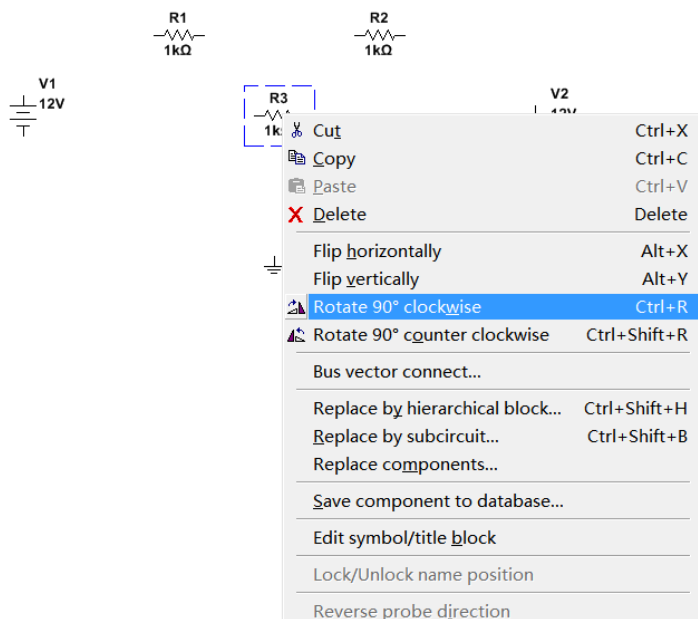 R1
1kΩ
R2
1kΩ
V1
12V
R3
V2
12V
Cut Ctrl+X
Copy Ctrl+C
Paste Ctrl+V
Delete Delete
Flip horizontally Alt+X
Flip vertically Alt+Y
Rotate 90° clockwise Ctrl+R
Rotate 90° counter clockwise Ctrl+Shift+R
Bus vector connect...
Replace by hierarchical block... Ctrl+Shift+H
Replace by subcircuit... Ctrl+Shift+B
Replace components...
Save component to database...
Edit symbol/title block
Lock/Unlock name position
Reverse probe direction